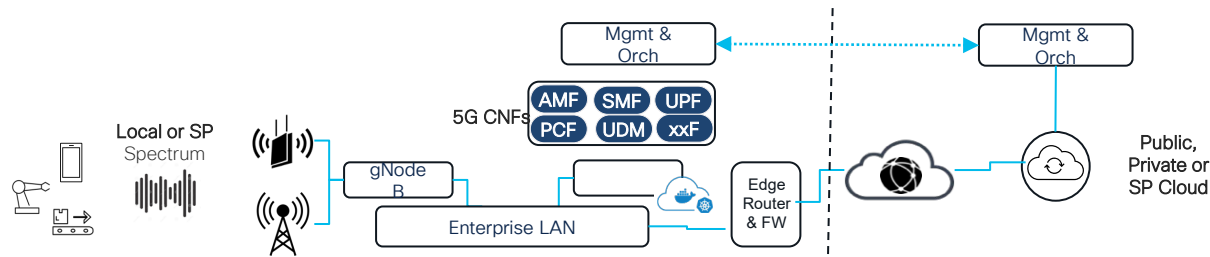 Mgmt &
Orch
Mgmt &
Orch
5G CNFs
AMF
SMF
UPF
PCF
UDM
xxF
Local or SP
Spectrum
gNode
B
Enterprise LAN
Edge
Router
& FW
Public,
Private or
SP Cloud